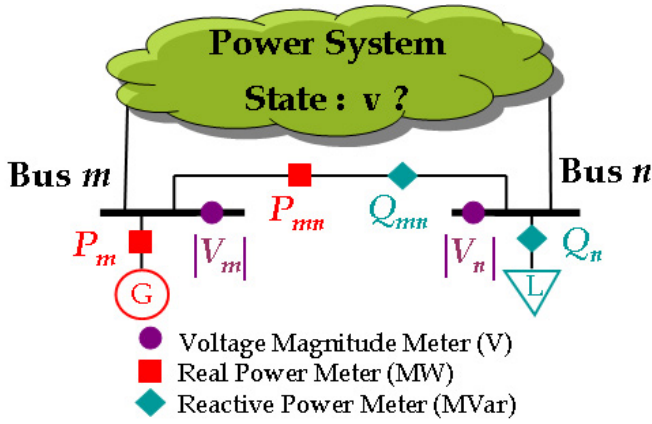 Power System
State : v ?
Bus m
Bus n
P_mn
Q_mn
P_m
|V_m|
|V_n|
Q_n
G
L
Voltage Magnitude Meter (V)
Real Power Meter (MW)
Reactive Power Meter (MVar)